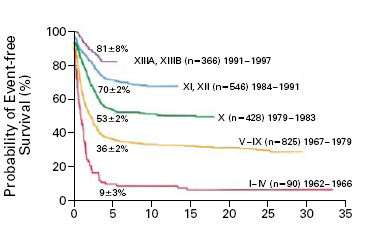 Probability of Event-free
Survival (%)
100
80
60
40
20
0
81±8%
XIIIA, XIIIB (n=366) 1991–1997
70±2%
XI, XII (n=546) 1984–1991
53±2%
X (n=428) 1979–1983
36±2%
V–IX (n=825) 1967–1979
9±3%
I–IV (n=90) 1962–1966
0 5 10 15 20 25 30 35